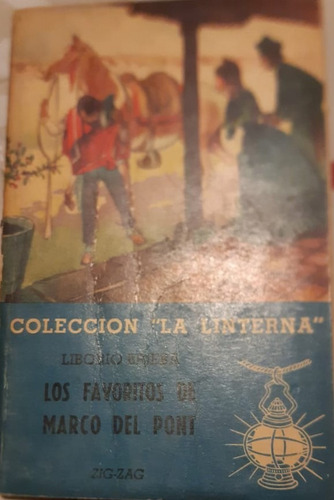 COLECCION "LA LINTERNA"
LIBORIO BRIEBA
LOS FAVORITOS DE
MARCO DEL PONT
ZIG-ZAG